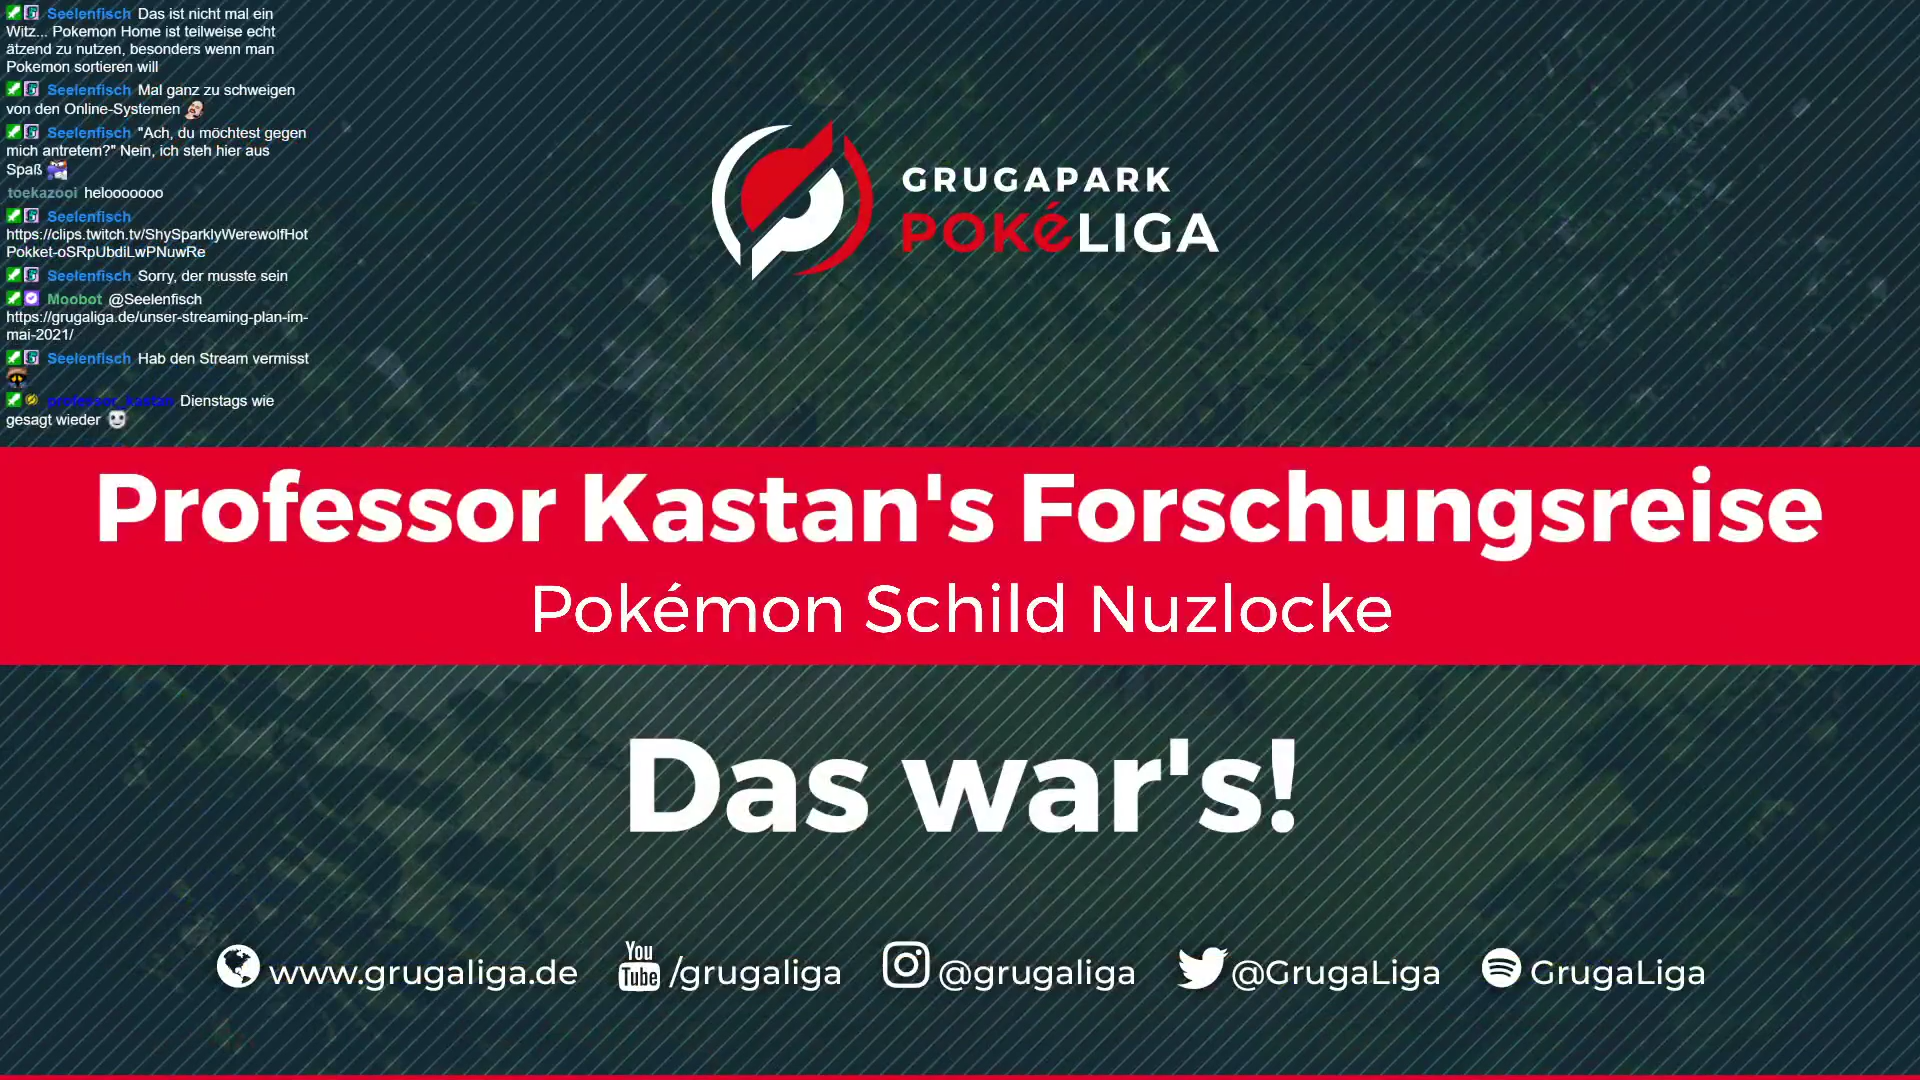 Seelenfisch Das ist nicht mal ein
Witz... Pokemon Home ist teilweise echt
ätzend zu nutzen, besonders wenn man
Pokemon sortieren will
Seelenfisch Mal ganz zu schweigen
von den Online-Systemen
Seelenfisch "Ach, du möchtest gegen
mich antretem?" Nein, ich steh hier aus
Spaß
toekazooi helooooooo
Seelenfisch
https://clips.twitch.tv/ShySparklyWerewolfHot
Pokket-oSRpUbdiLwPNuwRe
Seelenfisch Sorry, der musste sein
Moobot @Seelenfisch
https://grugaliga.de/unser-streaming-plan-im-
mai-2021/
Seelenfisch Hab den Stream vermisst
professor_kastan Dienstags wie
gesagt wieder
GRUGAPARK
POKéLIGA
Professor Kastan's Forschungsreise
Pokémon Schild Nuzlocke
Das war's!
www.grugaliga.de
You Tube /grugaliga
@grugaliga
@GrugaLiga
GrugaLiga